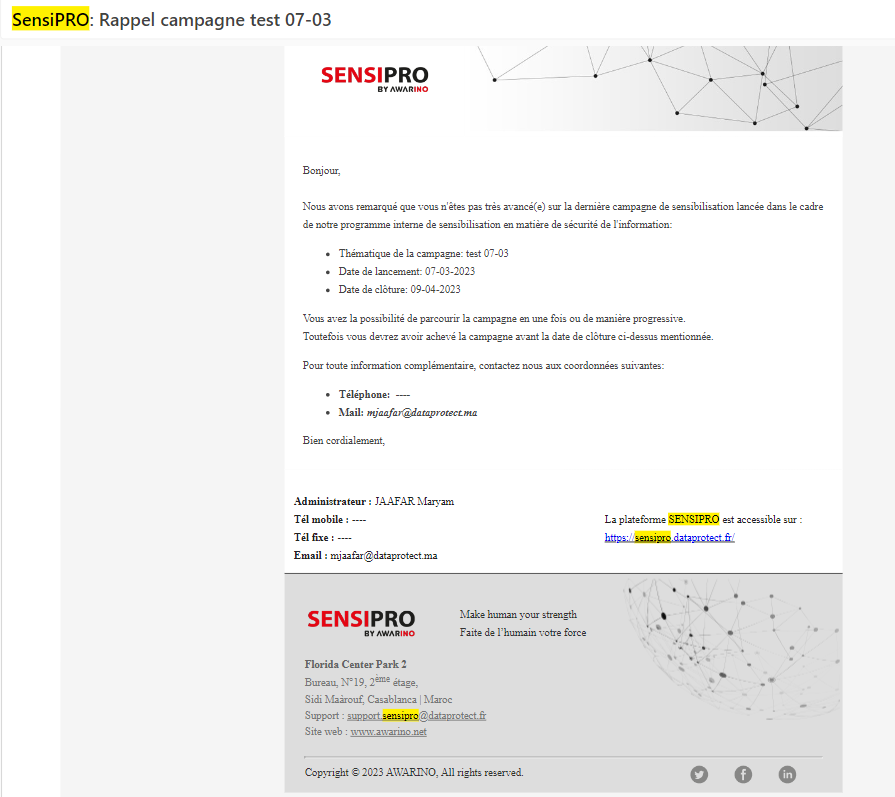 SensiPRO: Rappel campagne test 07-03
SENSIPRO
BY AWARINO
Bonjour,
Nous avons remarqué que vous n'êtes pas très avancé(e) sur la dernière campagne de sensibilisation lancée dans le cadre
de notre programme interne de sensibilisation en matière de sécurité de l'information:
• Thématique de la campagne: test 07-03
• Date de lancement: 07-03-2023
• Date de clôture: 09-04-2023
Vous avez la possibilité de parcourir la campagne en une fois ou de manière progressive.
Toutefois vous devrez avoir achevé la campagne avant la date de clôture ci-dessus mentionnée.
Pour toute information complémentaire, contactez nous aux coordonnées suivantes:
• Téléphone: ----
• Mail: mjaafar@dataprotect.ma
Bien cordialement,
Administrateur : JAAFAR Maryam
Tél mobile : ----
Tél fixe : ----
Email : mjaafar@dataprotect.ma
La plateforme SENSIPRO est accessible sur :
https://sensipro.dataprotect.fr/
SENSIPRO
BY AWARINO
Make human your strength
Faite de l'humain votre force
Florida Center Park 2
Bureau, N°19, 2ème étage,
Sidi Maàrouf, Casablanca | Maroc
Support : support.sensipro@dataprotect.fr
Site web : www.awarino.net
Copyright © 2023 AWARINO, All rights reserved.